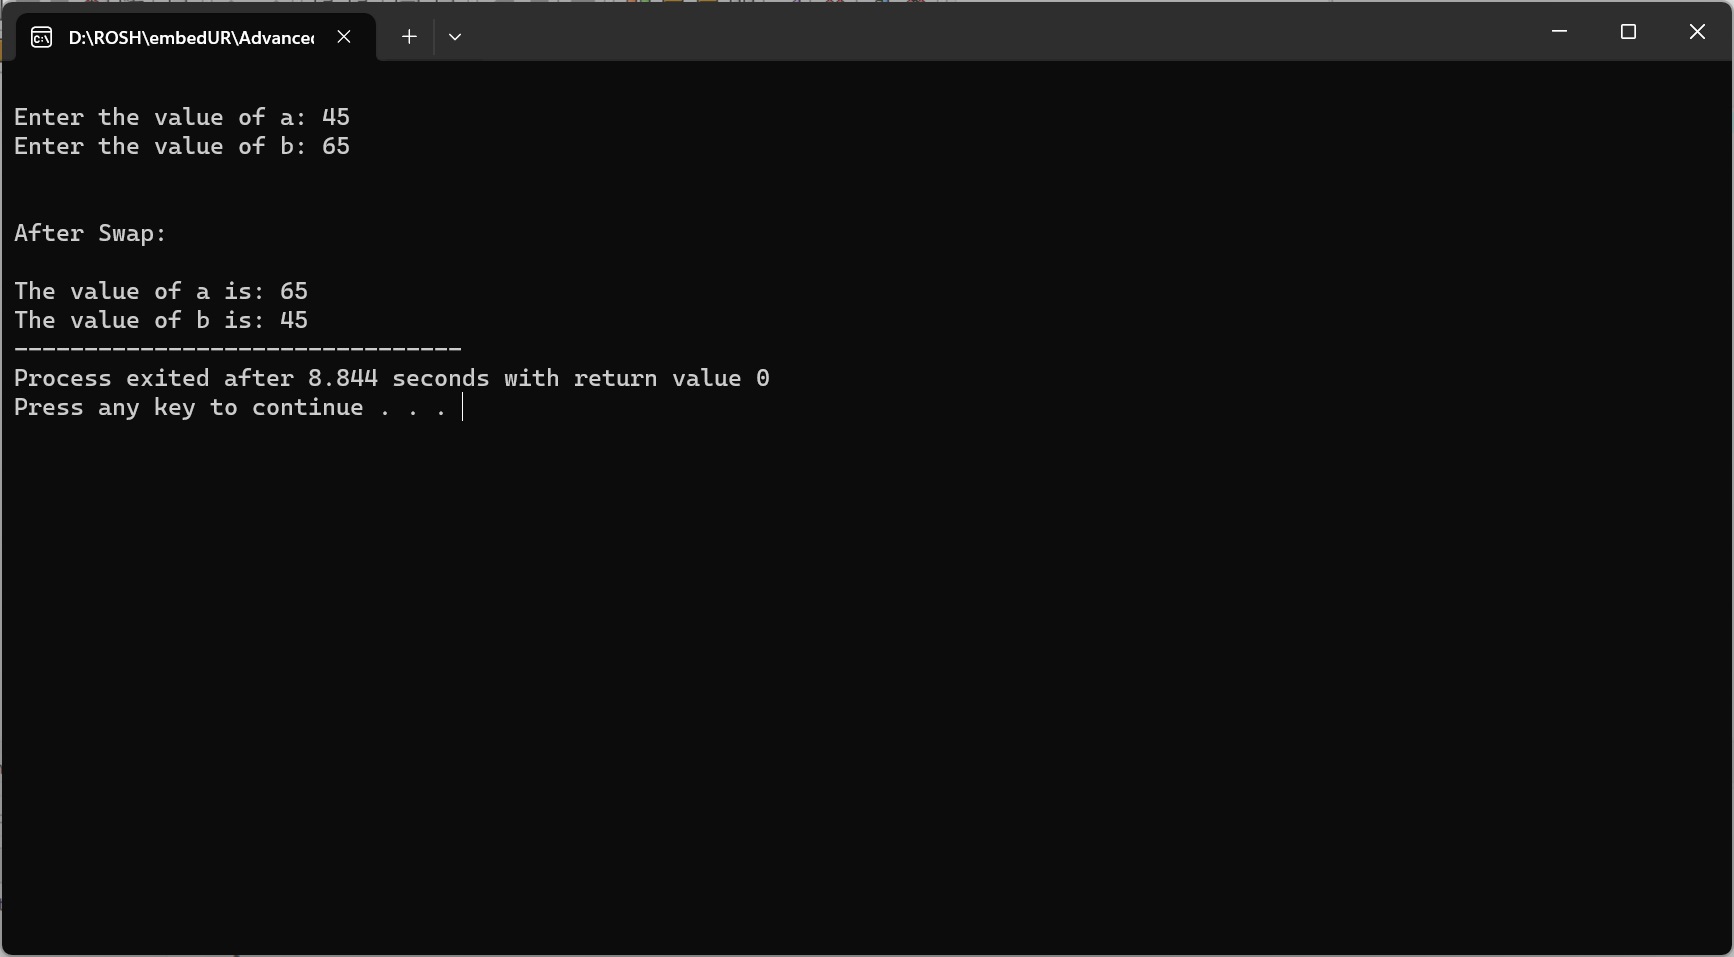 D:\ROSH\embedUR\Advanced
Enter the value of a: 45
Enter the value of b: 65
After Swap:
The value of a is: 65
The value of b is: 45
--------------------------------
Process exited after 8.844 seconds with return value 0
Press any key to continue . . .